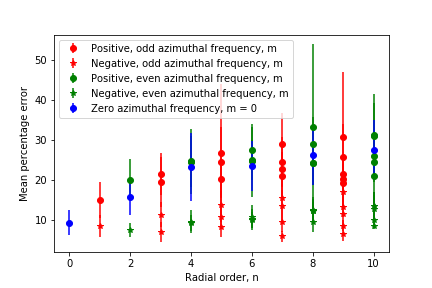 Positive, odd azimuthal frequency, m
Negative, odd azimuthal frequency, m
Positive, even azimuthal frequency, m
Negative, even azimuthal frequency, m
Zero azimuthal frequency, m = 0
50
40
30
20
10
Mean percentage error
0 2 4 6 8 10
Radial order, n